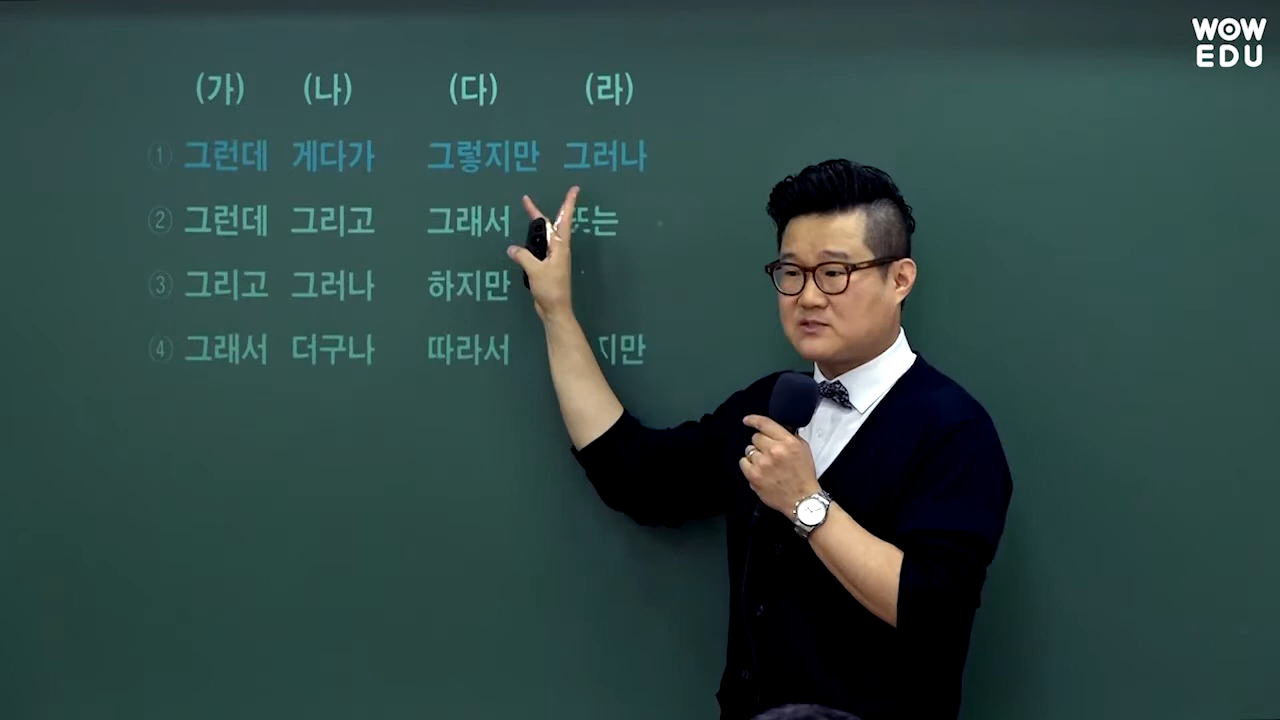 WOW
EDU
(가) (나) (다) (라)
① 그런데 게다가 그렇지만 그러나
② 그런데 그리고 그래서 또는
③ 그리고 그러나 하지만
④ 그래서 더구나 따라서